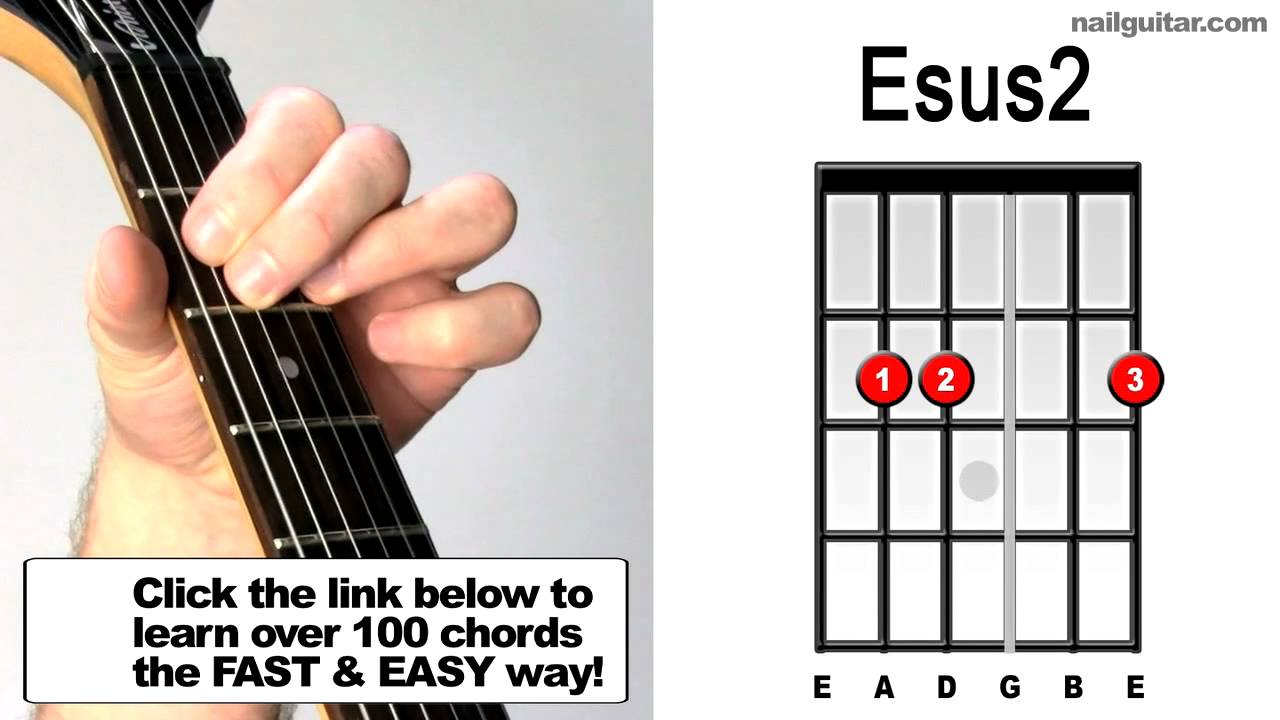 nailguitar.com
Esus2
1 2 3
E A D G B E
Click the link below to
learn over 100 chords
the FAST & EASY way!